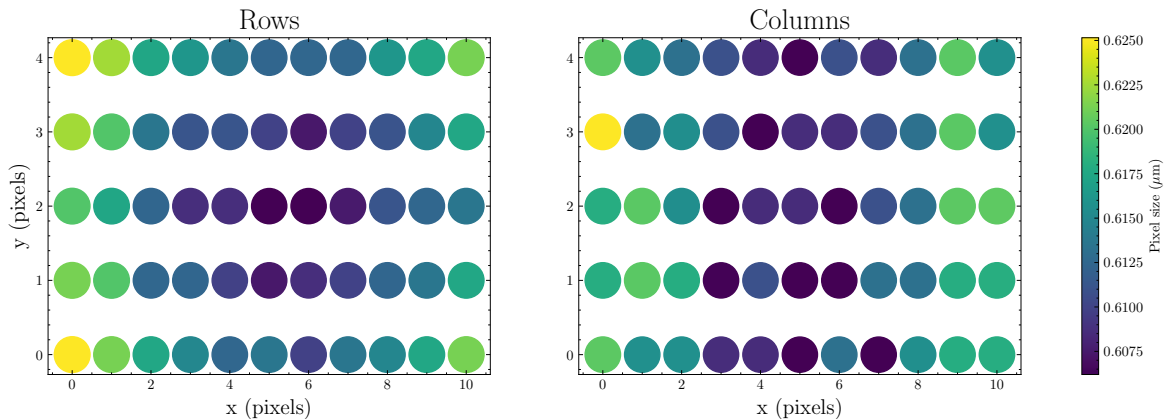 Rows
Columns
4
3
2
1
0
y (pixels)
0 2 4 6 8 10
x (pixels)
4
3
2
1
0
0 2 4 6 8 10
x (pixels)
0.6250
0.6225
0.6200
0.6175
0.6150
0.6125
0.6100
0.6075
Pixel size (μm)